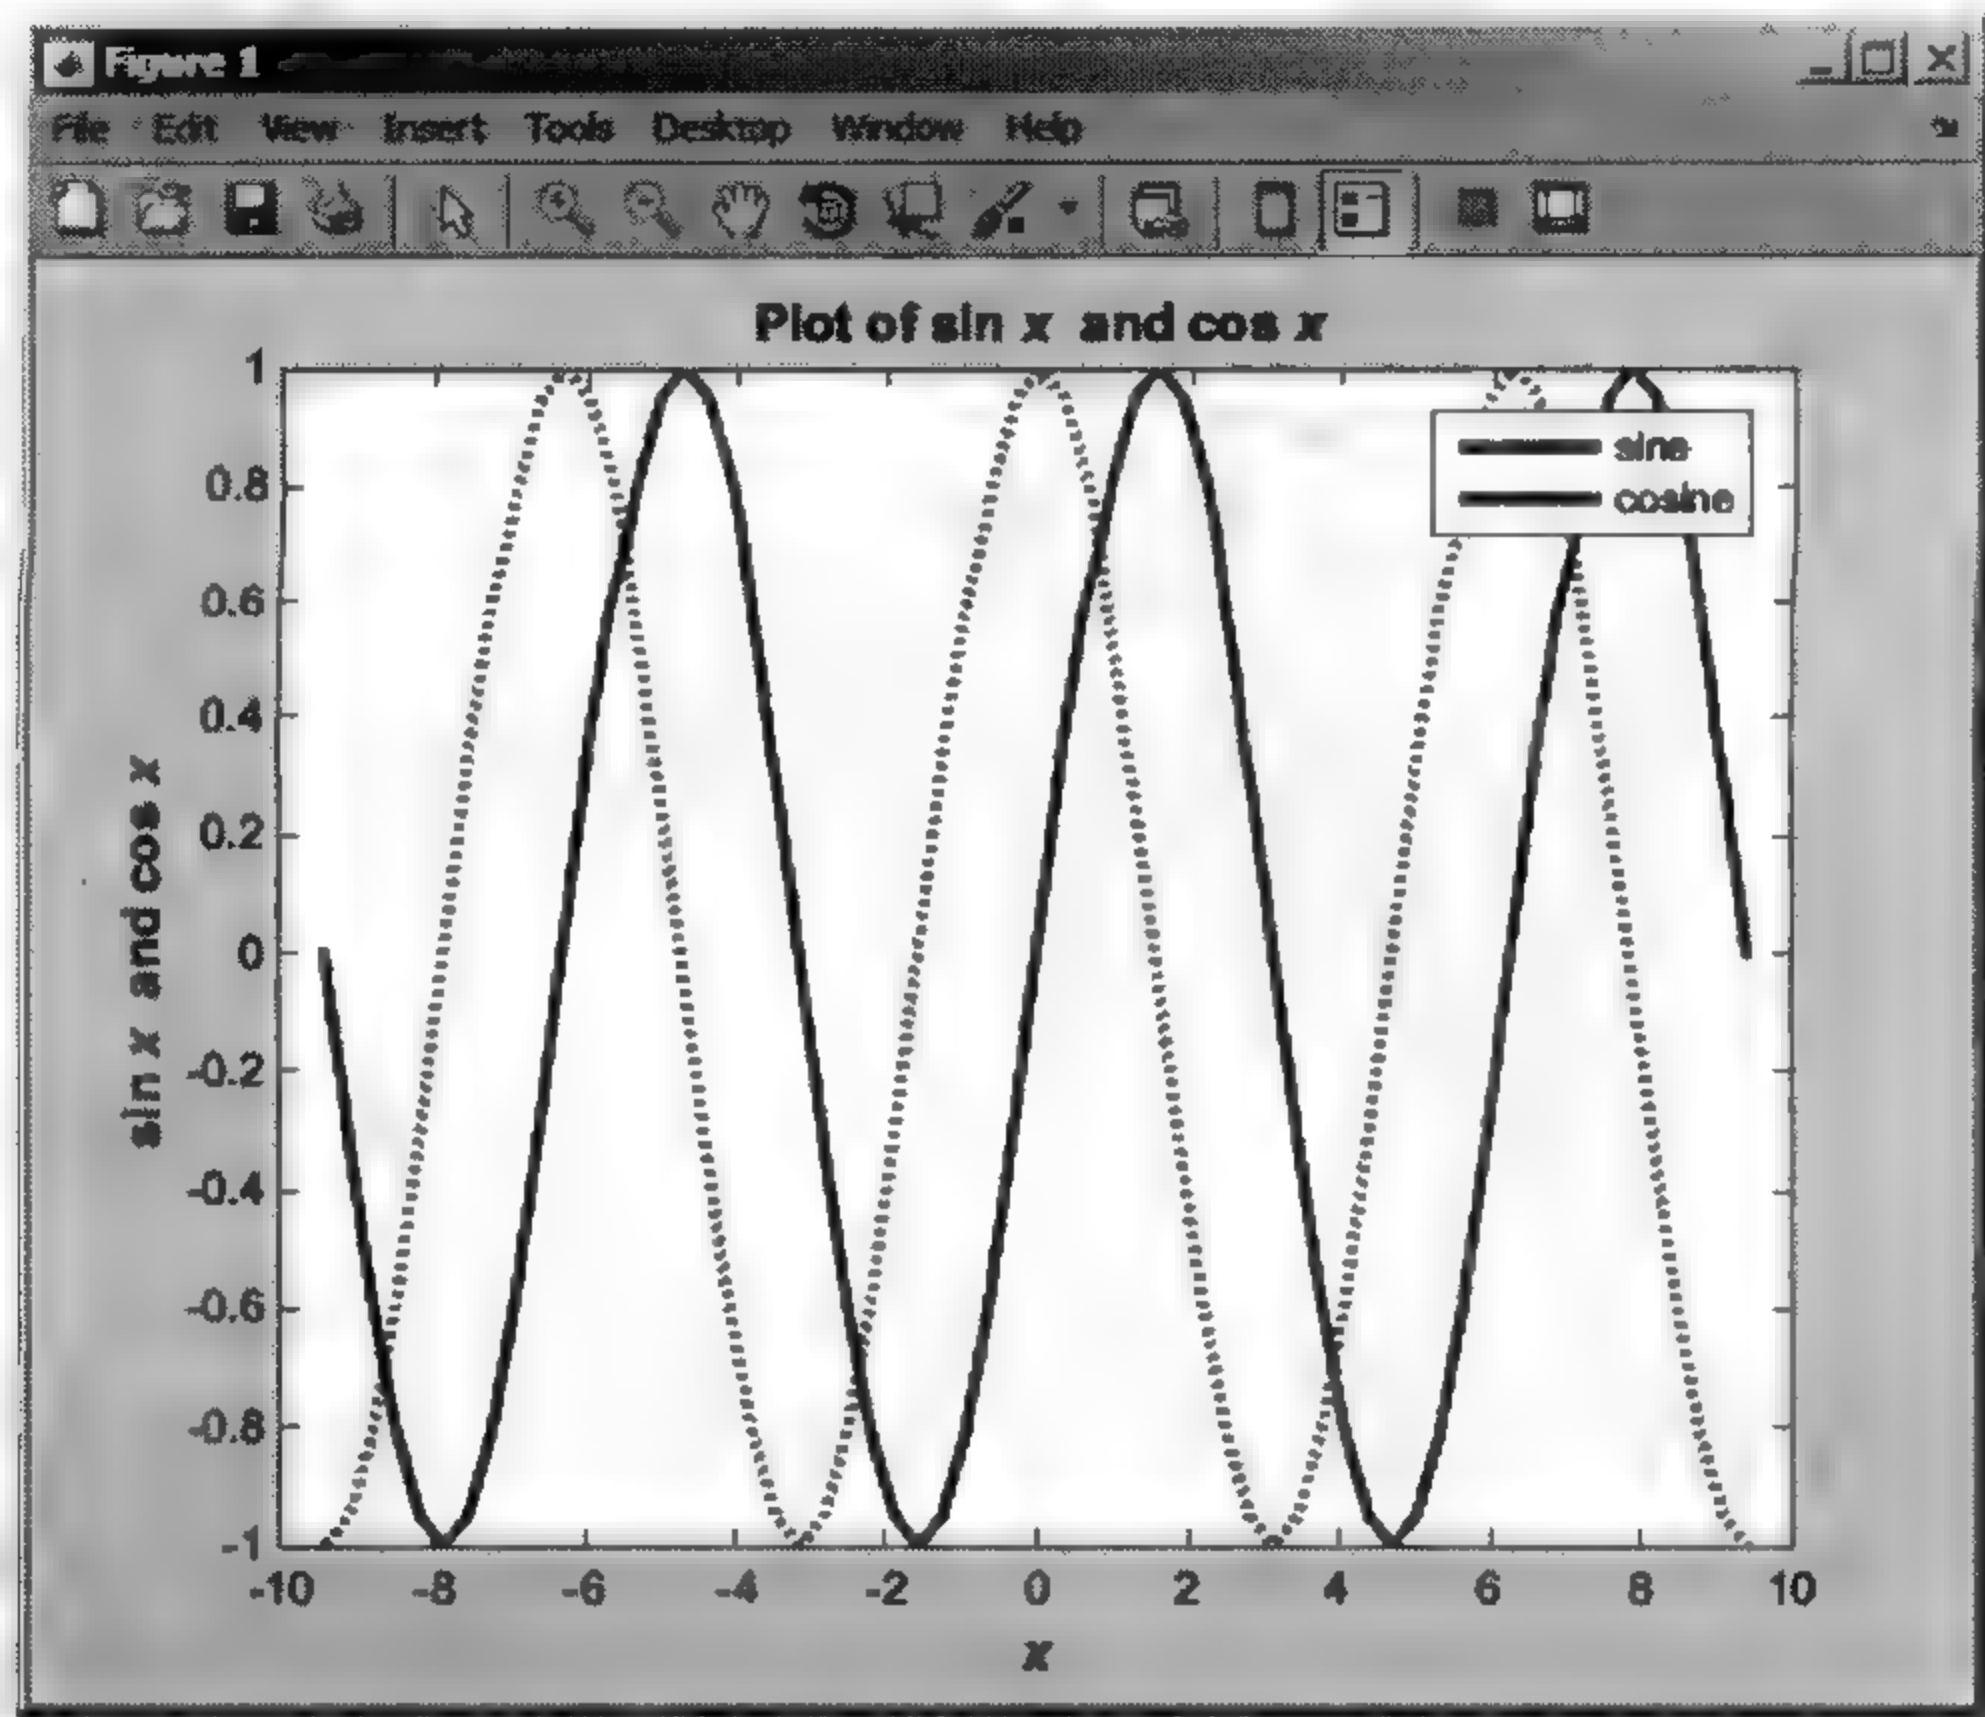 Figure 1
File Edit View Insert Tools Desktop Window Help
Plot of sin x and cos x
1
0.8
0.6
0.4
0.2
0
-0.2
-0.4
-0.6
-0.8
-1
sin x and cos x
sine
cosine
-10 -8 -6 -4 -2 0 2 4 6 8 10
x